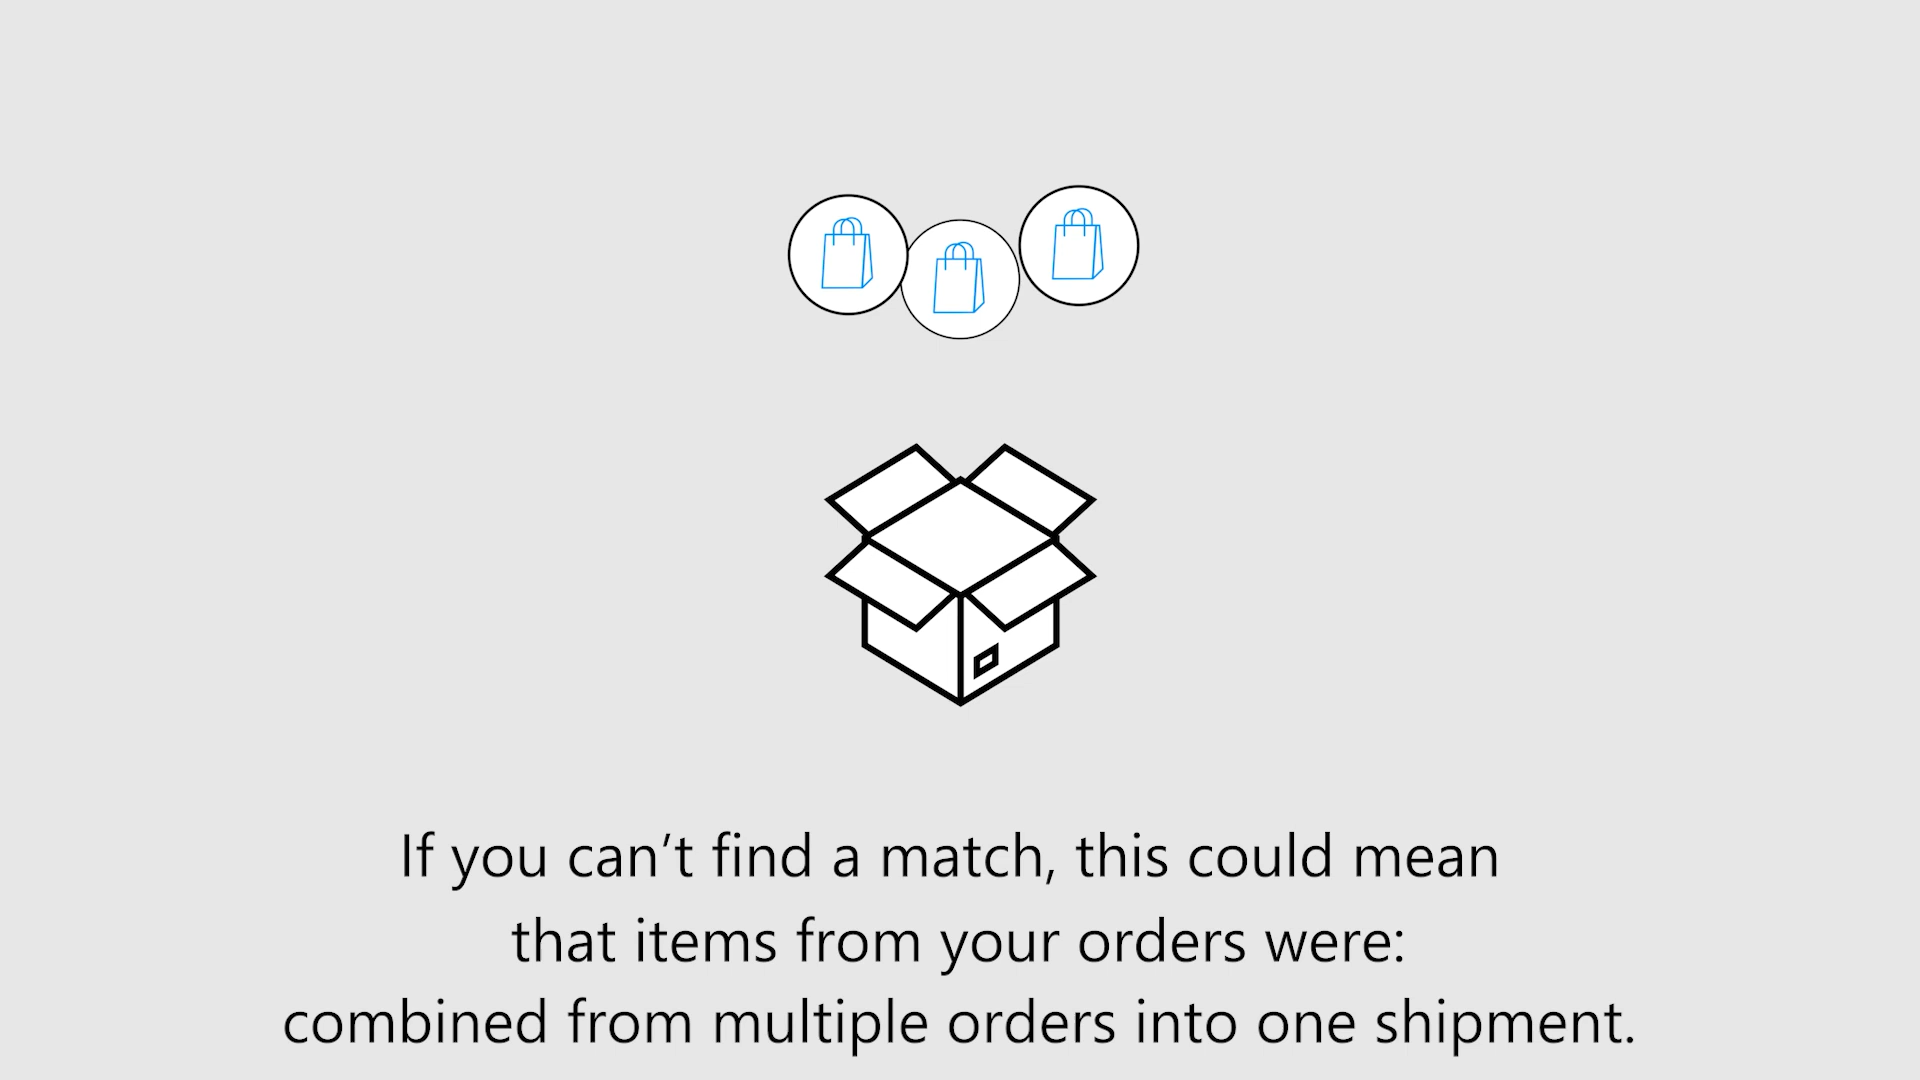 If you can’t find a match, this could mean
that items from your orders were:
combined from multiple orders into one shipment.